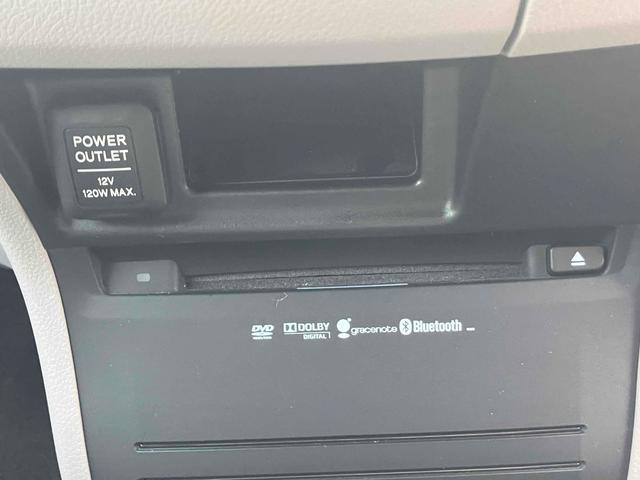 POWER
OUTLET
12V
120W MAX.
DVD DOLBY gracenote Bluetooth
DIGITAL